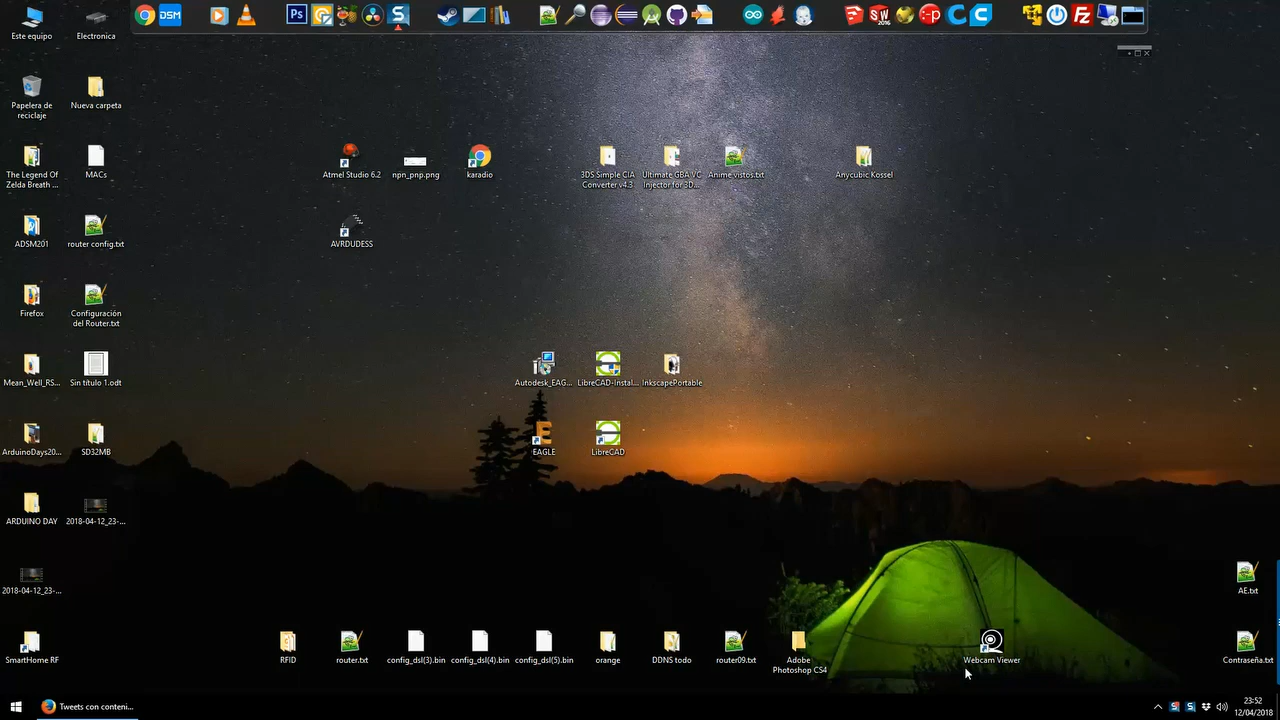 Ps
DSM
S
SW
2016
e-p
Fz
Este equipo
Electronica
Papelera de
reciclaje
Nueva carpeta
The Legend Of
Zelda Breath ...
MACs
Atmel Studio 6.2
npn_pnp.png
karadio
3DS Simple CIA
Converter v4.3
Ultimate GBA VC
Injector for 3D...
Anime vistos.txt
Anycubic Kossel
ADSM201
router config.txt
AVRDUDESS
Firefox
Configuración
del Router.txt
Mean_Well_RS...
Sin título 1.odt
Autodesk_EAG...
LibreCAD-Instal...
InkscapePortable
ArduinoDays20...
SD32MB
EAGLE
LibreCAD
ARDUINO DAY
2018-04-12_23-...
2018-04-12_23-...
AE.txt
SmartHome RF
RFID
router.txt
config_dsl(3).bin
config_dsl(4).bin
config_dsl(5).bin
orange
DDNS todo
router09.txt
Adobe
Photoshop CS4
Webcam Viewer
Contraseña.txt
Tweets con conteni...
23:52
12/04/2018